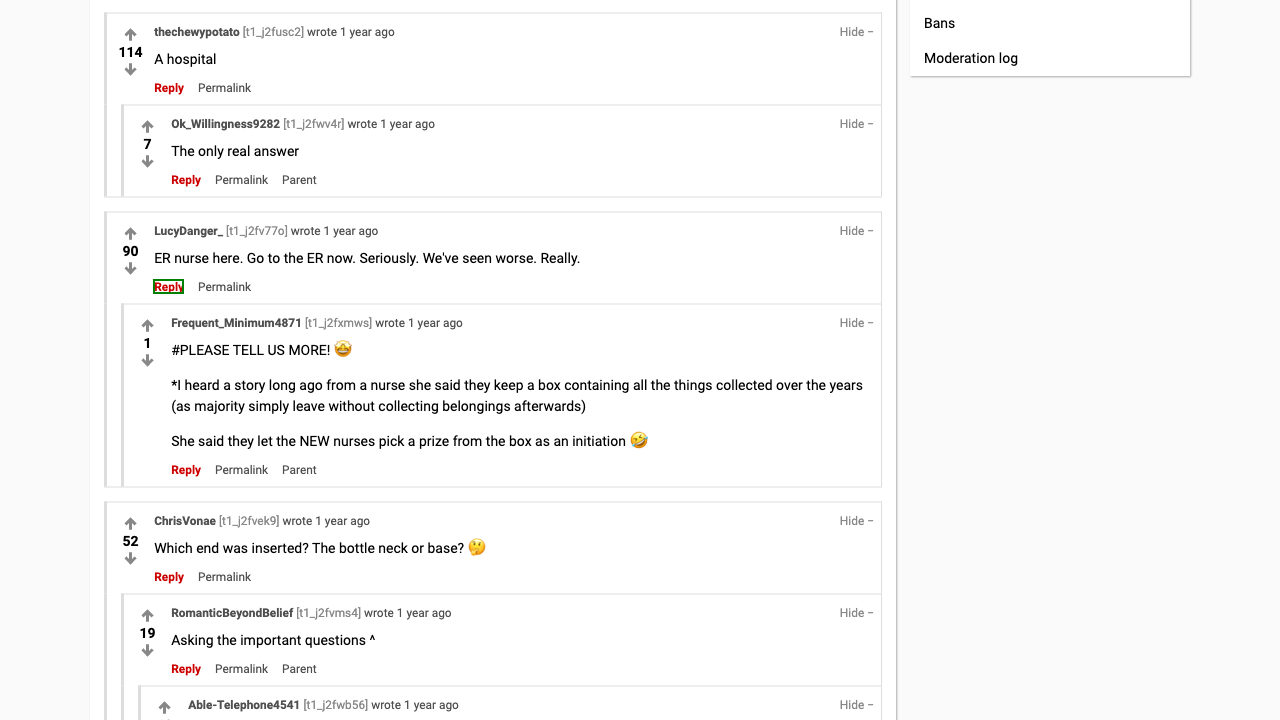 thechewypotato [t1_j2fusc2] wrote 1 year ago Hide −
114
A hospital
Reply Permalink
Ok_Willingness9282 [t1_j2fwv4r] wrote 1 year ago Hide −
7
The only real answer
Reply Permalink Parent
LucyDanger_ [t1_j2fv77o] wrote 1 year ago Hide −
90
ER nurse here. Go to the ER now. Seriously. We've seen worse. Really.
Reply Permalink
Frequent_Minimum4871 [t1_j2fxmws] wrote 1 year ago Hide −
1
#PLEASE TELL US MORE! 🤩
*I heard a story long ago from a nurse she said they keep a box containing all the things collected over the years
(as majority simply leave without collecting belongings afterwards)
She said they let the NEW nurses pick a prize from the box as an initiation 🤣
Reply Permalink Parent
ChrisVonae [t1_j2fvek9] wrote 1 year ago Hide −
52
Which end was inserted? The bottle neck or base? 🤔
Reply Permalink
RomanticBeyondBelief [t1_j2fvms4] wrote 1 year ago Hide −
19
Asking the important questions ^
Reply Permalink Parent
Able-Telephone4541 [t1_j2fwb56] wrote 1 year ago Hide −
Bans
Moderation log